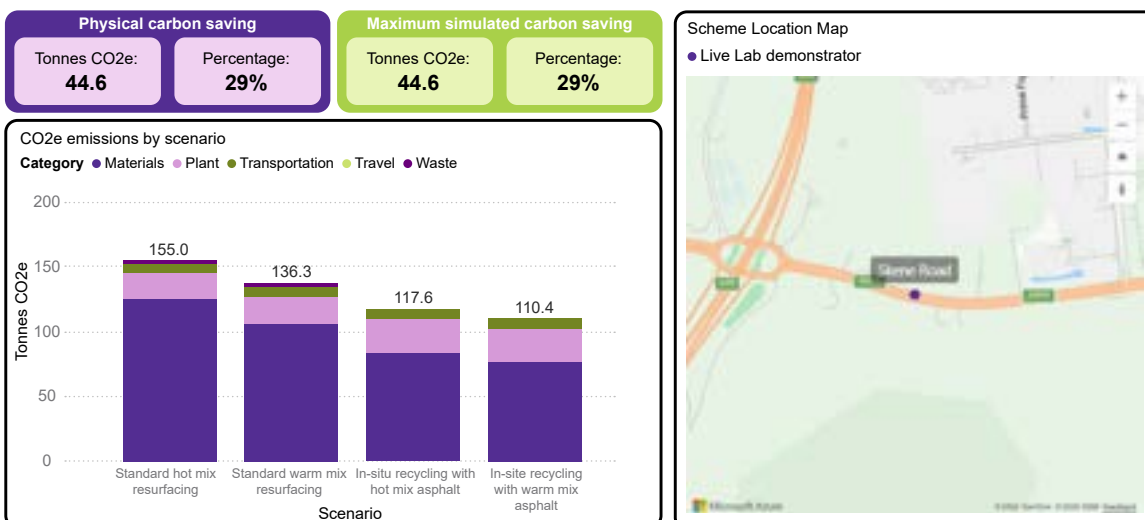 Physical carbon saving
Tonnes CO2e:
44.6
Percentage:
29%
Maximum simulated carbon saving
Tonnes CO2e:
44.6
Percentage:
29%
CO2e emissions by scenario
Category Materials Plant Transportation Travel Waste
Tonnes CO2e
200
150
100
50
0
155.0
136.3
117.6
110.4
Standard hot mix
resurfacing
Standard warm mix
resurfacing
In-situ recycling with
hot mix asphalt
In-site recycling
with warm mix
asphalt
Scenario
Scheme Location Map
Live Lab demonstrator
+
−
Skene Road
Microsoft Azure